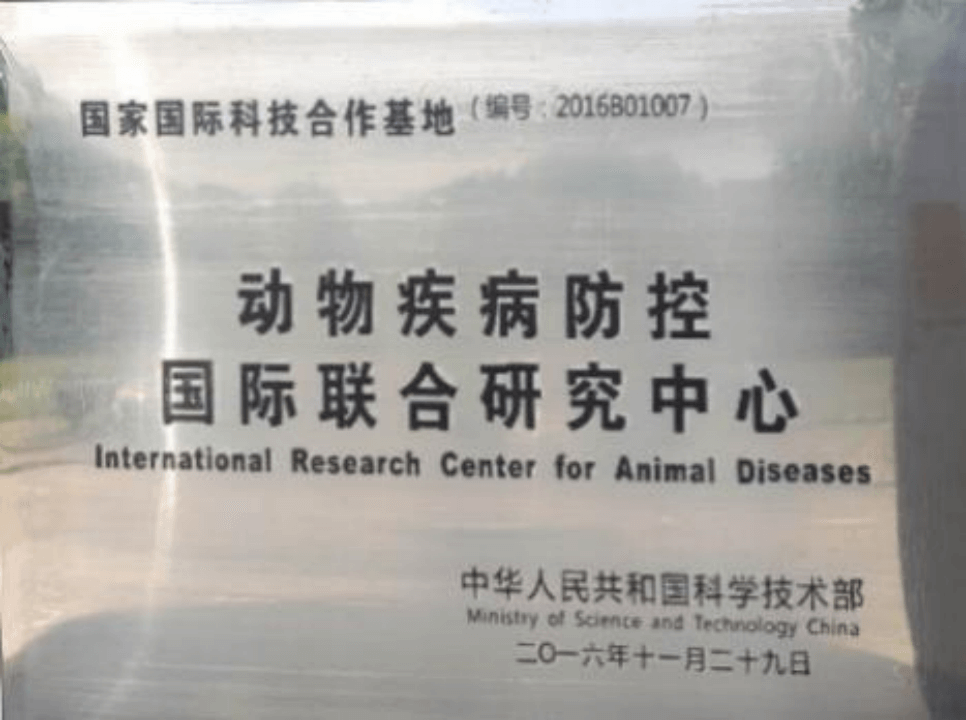 国家国际科技合作基地（编号：2016B01007）
动物疾病防控
国际联合研究中心
International Research Center for Animal Diseases
中华人民共和国科学技术部
Ministry of Science and Technology China
二〇一六年十一月二十九日